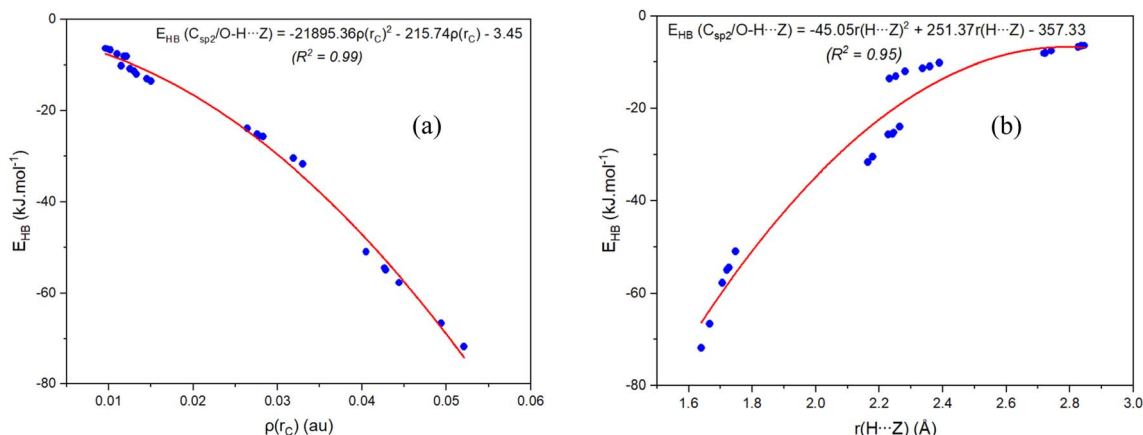 E_HB (C_sp2/O-H···Z) = -21895.36ρ(r_C)² - 215.74ρ(r_C) - 3.45
(R² = 0.99)
(a)
0
-20
-40
-60
-80
E_HB (kJ.mol⁻¹)
0.01
0.02
0.03
0.04
0.05
0.06
ρ(r_C) (au)
E_HB (C_sp2/O-H···Z) = -45.05r(H···Z)² + 251.37r(H···Z) - 357.33
(R² = 0.95)
(b)
0
-20
-40
-60
-80
E_HB (kJ.mol⁻¹)
1.6
1.8
2.0
2.2
2.4
2.6
2.8
3.0
r(H···Z) (Å)